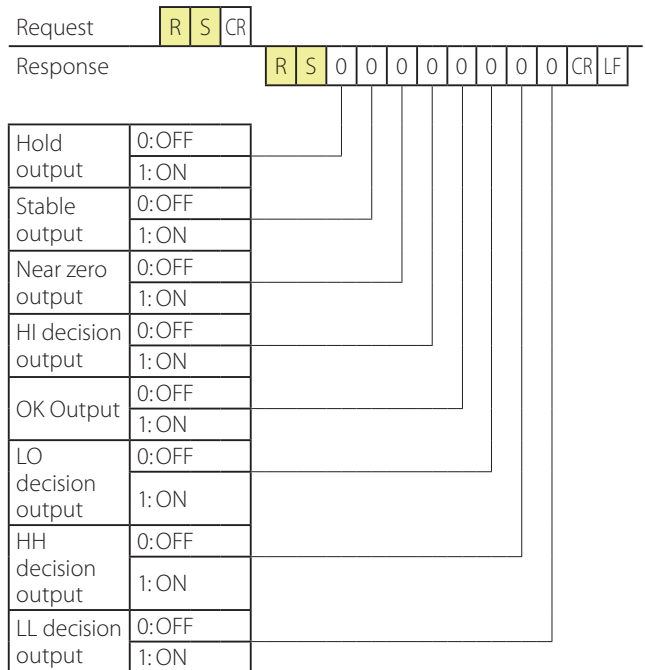 Request R S CR
Response R S 0 0 0 0 0 0 0 0 CR LF
Hold output
0:OFF
1:ON
Stable output
0:OFF
1:ON
Near zero output
0:OFF
1:ON
HI decision output
0:OFF
1:ON
OK Output
0:OFF
1:ON
LO decision output
0:OFF
1:ON
HH decision output
0:OFF
1:ON
LL decision output
0:OFF
1:ON